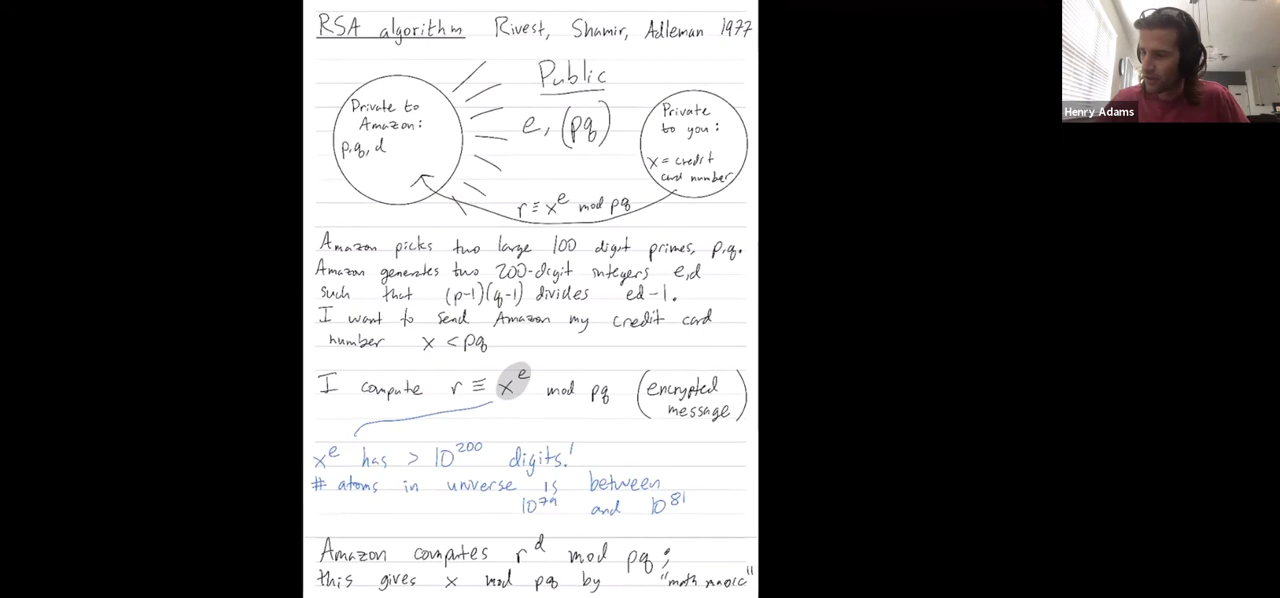 RSA algorithm Rivest, Shamir, Adleman 1977
Public
Private to
Amazon:
p,q,d
e, (pq)
Private
to you:
x = credit
card number
r ≡ x^e mod pq
Amazon picks two large 100 digit primes, p,q.
Amazon generates two 200-digit integers e,d
such that (p-1)(q-1) divides ed-1.
I want to send Amazon my credit card
number x < pq
I compute r ≡ x^e mod pq (encrypted
message)
x^e has > 10^200 digits!
# atoms in universe is between
10^79 and 10^81
Amazon computes r^d mod pq;
this gives x mod pq by "math magic"
Henry Adams